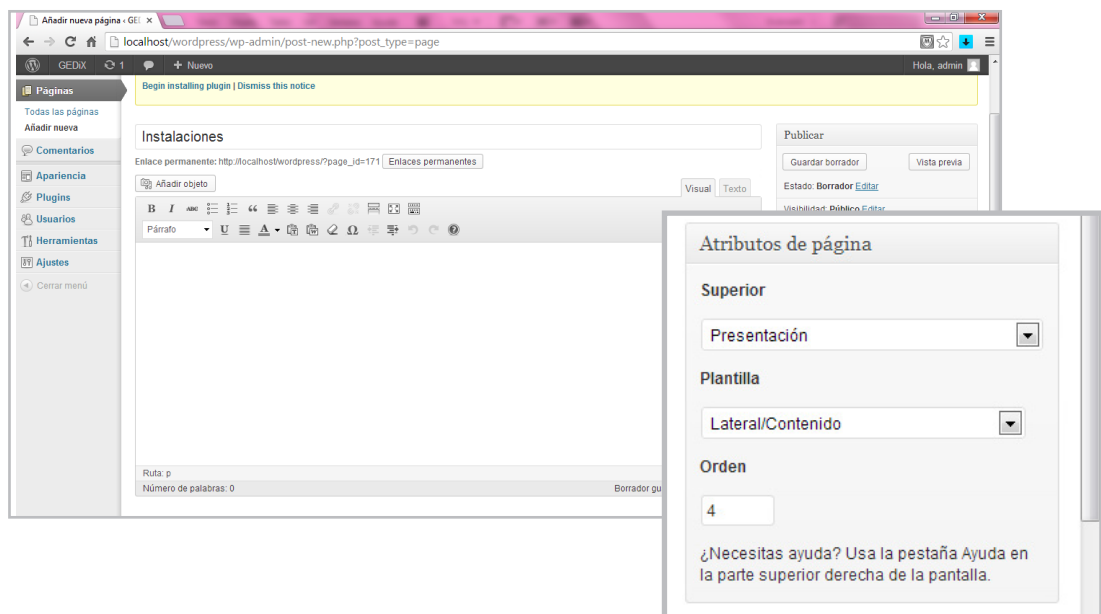 Añadir nueva página ‹ GEI
localhost/wordpress/wp-admin/post-new.php?post_type=page
GEDiX 1 + Nuevo Hola, admin
Páginas
Todas las páginas
Añadir nueva
Comentarios
Apariencia
Plugins
Usuarios
Herramientas
Ajustes
Cerrar menú
Begin installing plugin | Dismiss this notice
Instalaciones
Enlace permanente: http://localhost/wordpress/?page_id=171 Enlaces permanentes
Añadir objeto
Visual Texto
B I ABC
Párrafo U A Ω
Ruta: p
Número de palabras: 0 Borrador gu
Publicar
Guardar borrador Vista previa
Estado: Borrador Editar
Visibilidad: Público Editar
Atributos de página
Superior
Presentación
Plantilla
Lateral/Contenido
Orden
4
¿Necesitas ayuda? Usa la pestaña Ayuda en
la parte superior derecha de la pantalla.